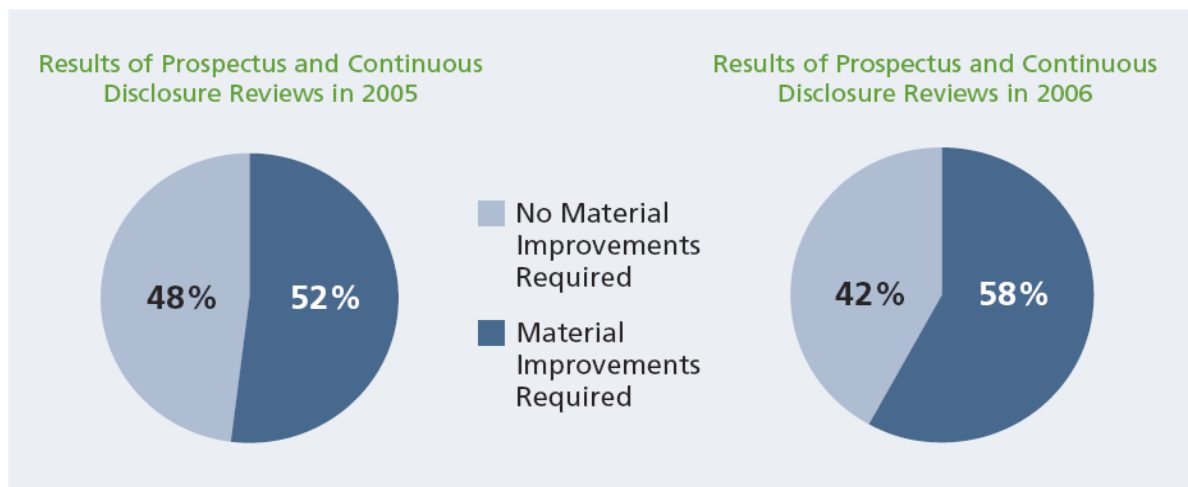 Results of Prospectus and Continuous
Disclosure Reviews in 2005
48%
52%
No Material
Improvements
Required
Material
Improvements
Required
Results of Prospectus and Continuous
Disclosure Reviews in 2006
42%
58%